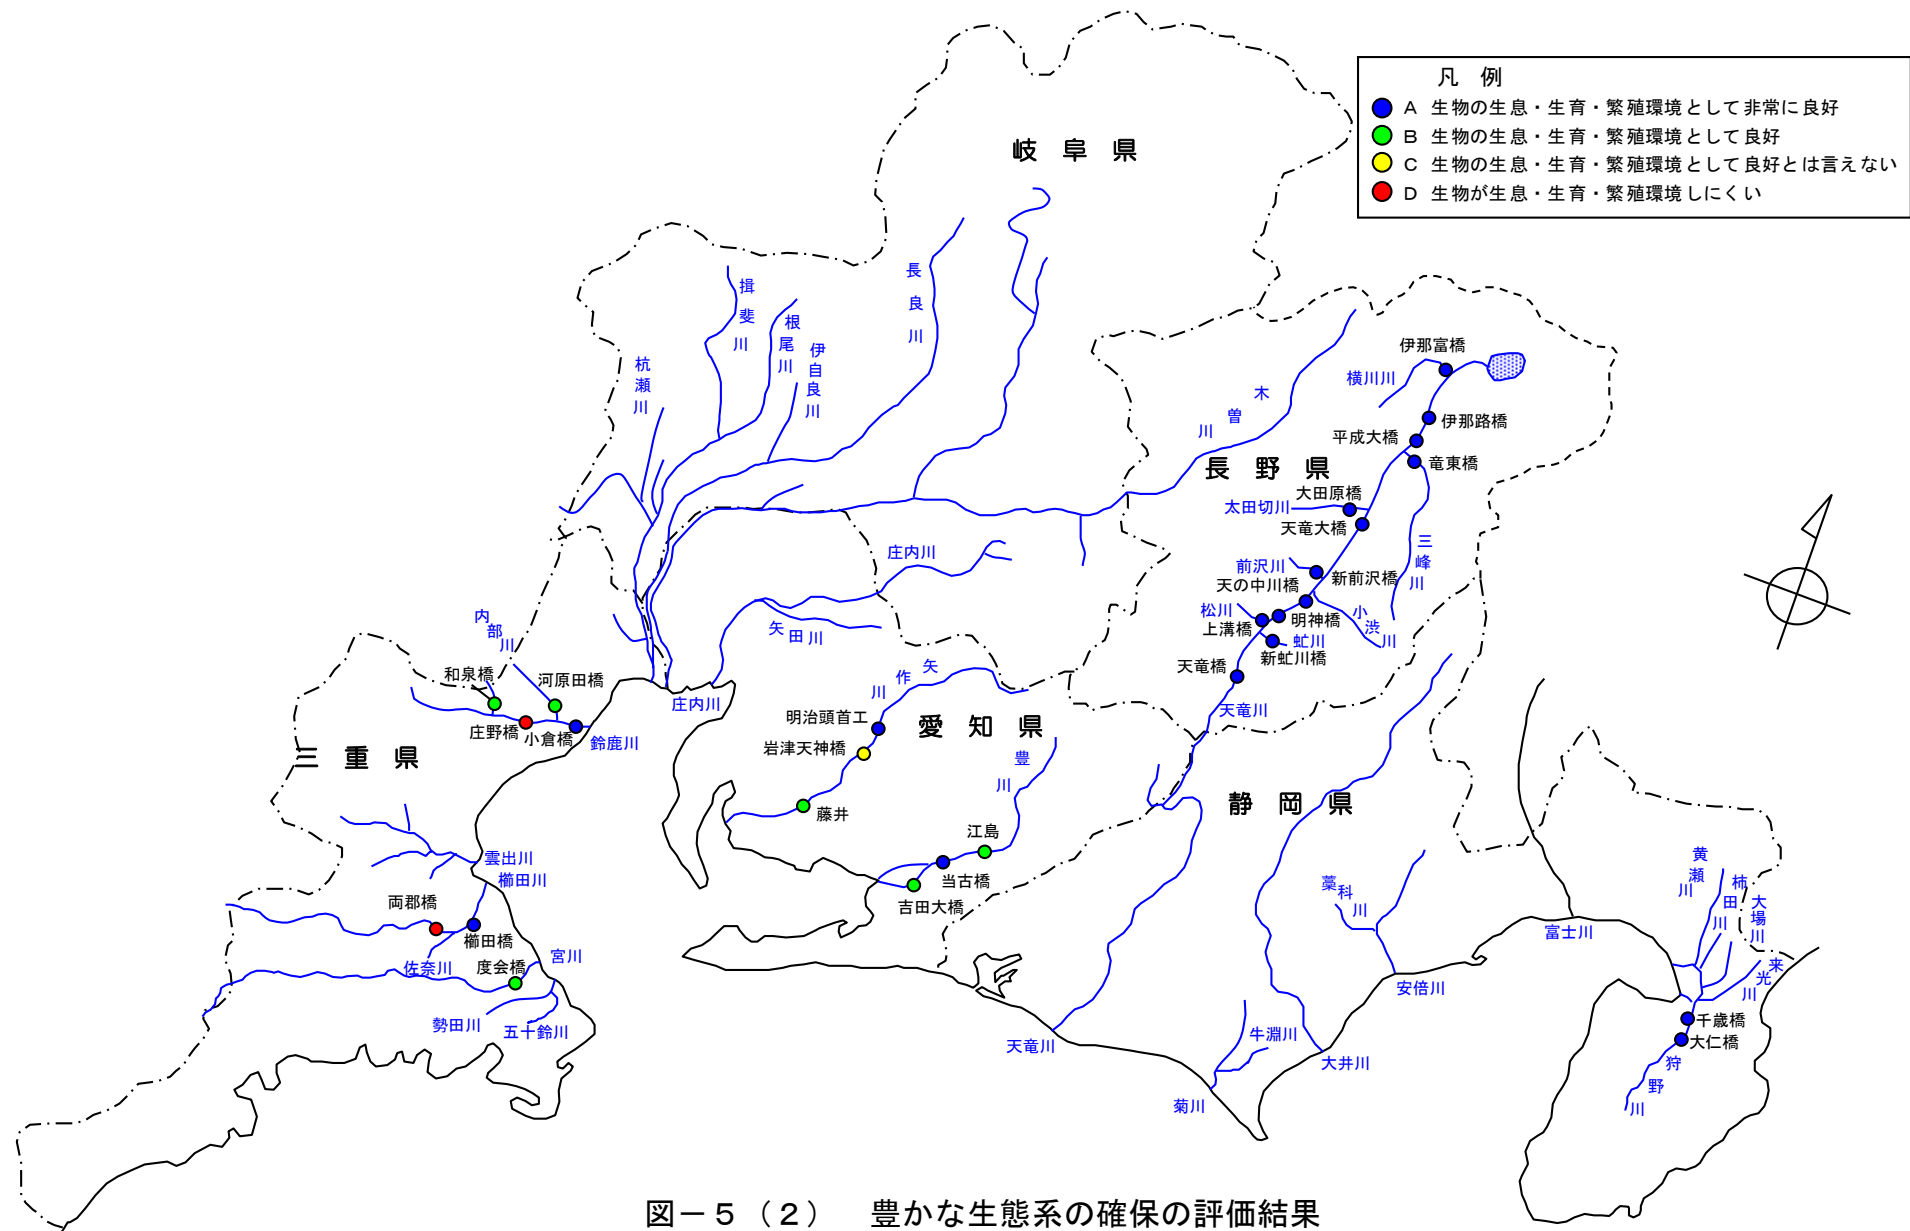 凡 例
A 生物の生息・生育・繁殖環境として非常に良好
B 生物の生息・生育・繁殖環境として良好
C 生物の生息・生育・繁殖環境として良好とは言えない
D 生物が生息・生育・繁殖環境しにくい
岐 阜 県
揖斐川
根尾川
伊自良川
長良川
杭瀬川
木曽川
長 野 県
伊那富橋
横川川
伊那路橋
平成大橋
竜東橋
大田原橋
太田切川
天竜大橋
三峰川
前沢川
新前沢橋
天の中川橋
松川
明神橋
小渋川
上溝橋
虻川
新虻川橋
天竜橋
天竜川
庄内川
矢田川
庄内川
内部川
和泉橋
河原田橋
庄野橋
小倉橋
鈴鹿川
三 重 県
矢作川
明治頭首工
岩津天神橋
愛 知 県
藤井
豊川
江島
当古橋
吉田大橋
静 岡 県
雲出川
櫛田川
両郡橋
櫛田橋
佐奈川
度会橋
宮川
勢田川
五十鈴川
藁科川
安倍川
富士川
黄瀬川
柿田川
大場川
来光川
千歳橋
大仁橋
狩野川
天竜川
牛淵川
菊川
大井川
図－５（２） 豊かな生態系の確保の評価結果